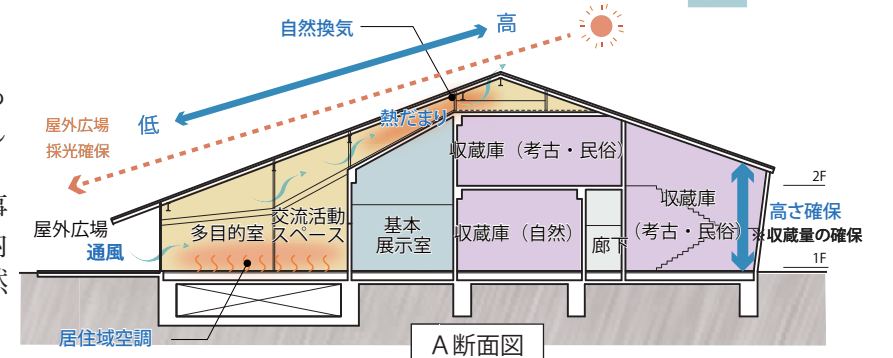 自然換気
高
低
屋外広場
採光確保
熱だまり
収蔵庫（考古・民俗）
2F
収蔵庫
（考古・民俗）
高さ確保
※収蔵量の確保
屋外広場
通風
多目的室
交流活動
スペース
基本
展示室
収蔵庫（自然）
廊下
1F
居住域空調
A断面図